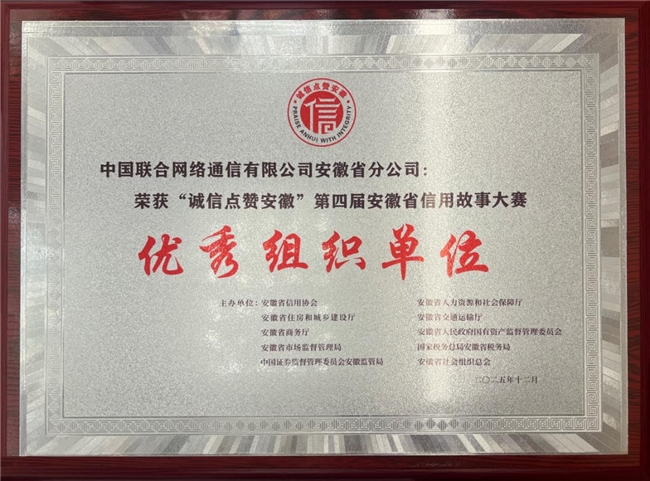 诚信点赞安徽
信
PRAISE ANHUI WITH INTEGRITY
中国联合网络通信有限公司安徽省分公司：
荣获“诚信点赞安徽”第四届安徽省信用故事大赛
优秀组织单位
主办单位：安徽省信用协会 安徽省人力资源和社会保障厅
安徽省住房和城乡建设厅 安徽省交通运输厅
安徽省商务厅 安徽省人民政府国有资产监督管理委员会
安徽省市场监督管理局 国家税务总局安徽省税务局
中国证券监督管理委员会安徽监管局 安徽省社会组织总会
二〇二五年十二月